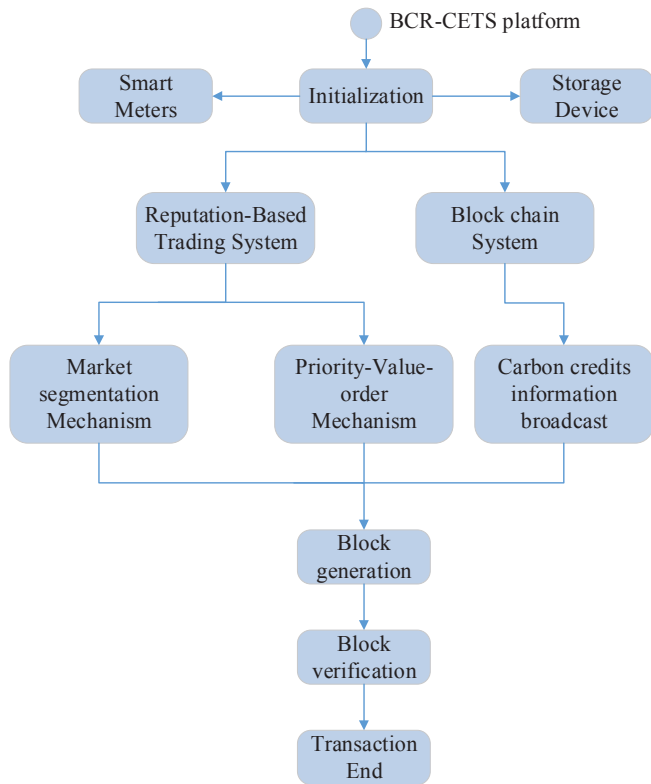 BCR-CETS platform
Smart
Meters
Initialization
Storage
Device
Reputation-Based
Trading System
Block chain
System
Market
segmentation
Mechanism
Priority-Value-
order
Mechanism
Carbon credits
information
broadcast
Block
generation
Block
verification
Transaction
End